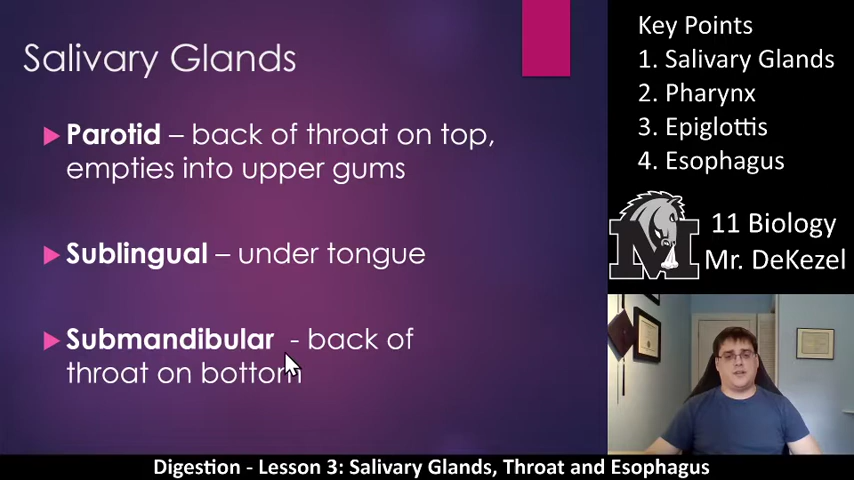 Salivary Glands
Parotid – back of throat on top,
empties into upper gums
Sublingual – under tongue
Submandibular - back of
throat on bottom
Key Points
1. Salivary Glands
2. Pharynx
3. Epiglottis
4. Esophagus
M
11 Biology
Mr. DeKezel
Digestion - Lesson 3: Salivary Glands, Throat and Esophagus